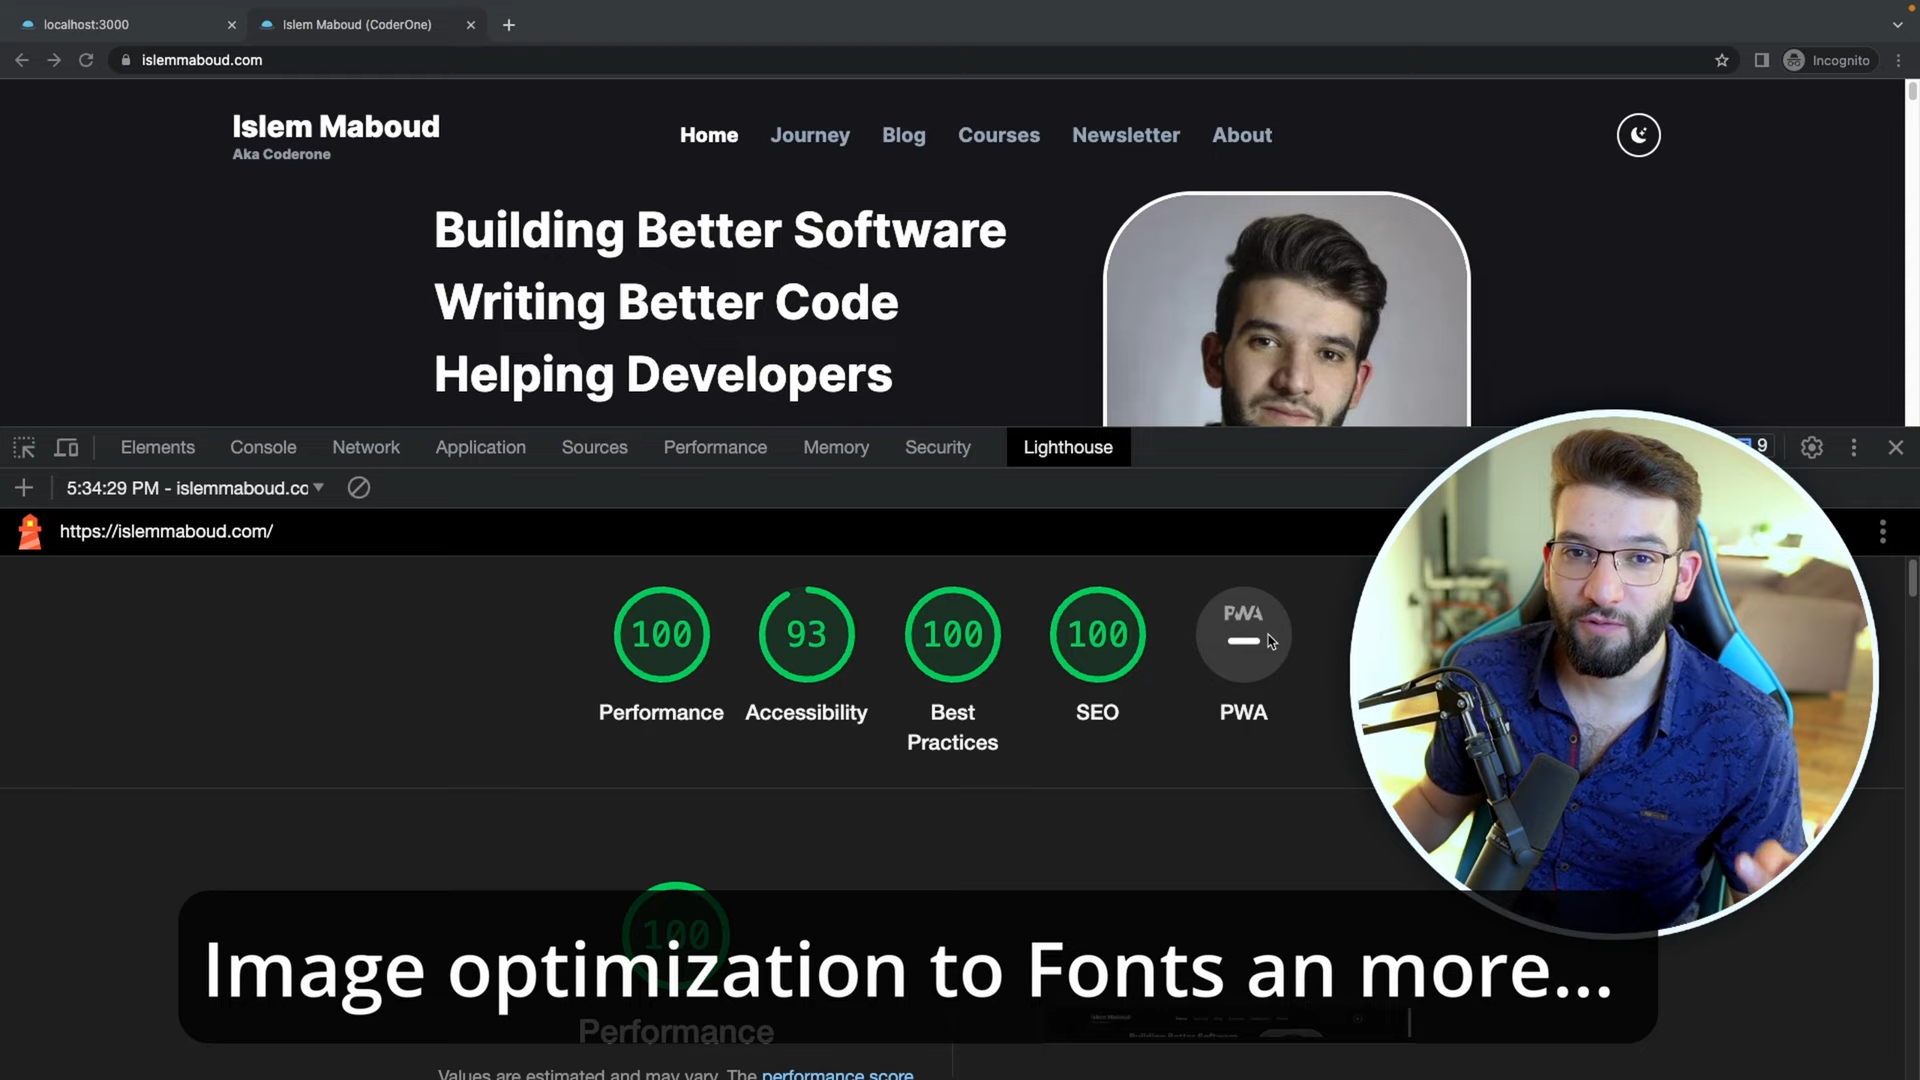 localhost:3000
Islem Maboud (CoderOne)
islemmaboud.com
Incognito
Islem Maboud
Aka Coderone
Home Journey Blog Courses Newsletter About
Building Better Software
Writing Better Code
Helping Developers
Elements Console Network Application Sources Performance Memory Security Lighthouse
9
5:34:29 PM - islemmaboud.cc
https://islemmaboud.com/
100 93 100 100 PWA
Performance Accessibility Best Practices SEO PWA
100
Image optimization to Fonts an more...
Performance
Values are estimated and may vary. The performance score